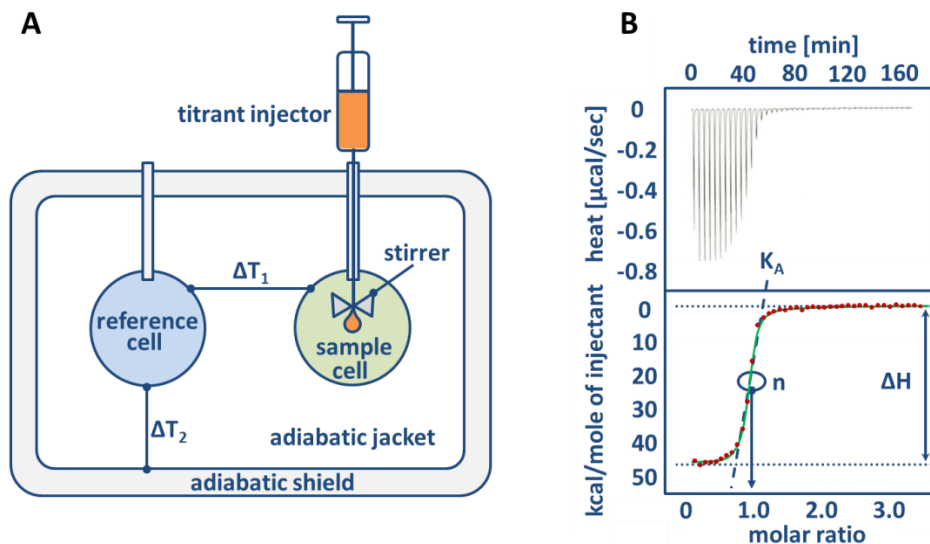 A
titrant injector
stirrer
ΔT1
reference
cell
sample
cell
ΔT2
adiabatic jacket
adiabatic shield
B
time [min]
0 40 80 120 160
heat [µcal/sec]
0
-0.2
-0.4
-0.6
-0.8
KA
kcal/mole of injectant
0
10
20
30
40
50
n
ΔH
0 1.0 2.0 3.0
molar ratio